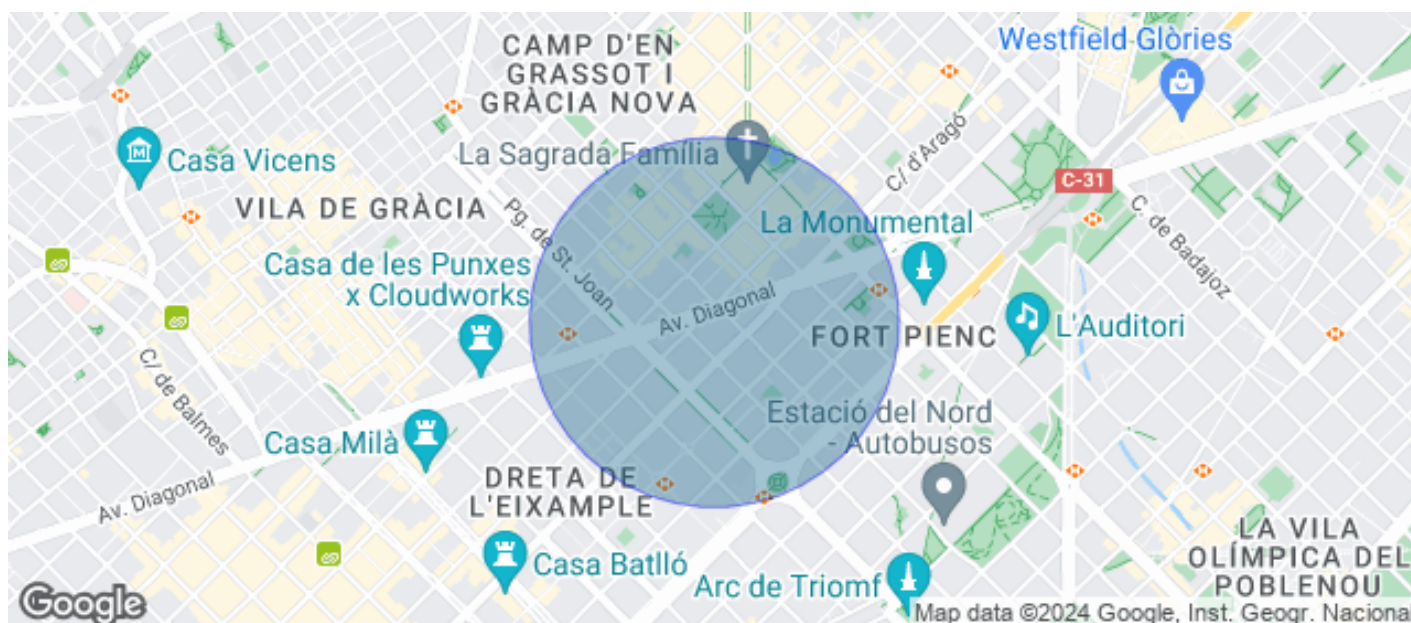 CAMP D'EN
GRASSOT I
GRÀCIA NOVA
Westfield Glòries
La Sagrada Família
Casa Vicens
C/ d'Aragó
C-31
VILA DE GRÀCIA
Pg. de St. Joan
La Monumental
C. de Badajoz
Casa de les Punxes
x Cloudworks
Av. Diagonal
FORT PIENC
L'Auditori
C/ de Balmes
Estació del Nord
- Autobusos
Casa Milà
Av. Diagonal
DRETA DE
L'EIXAMPLE
LA VILA
OLÍMPICA DEL
POBLENOU
Casa Batlló
Arc de Triomf
Google
Map data ©2024 Google, Inst. Geogr. Naciona